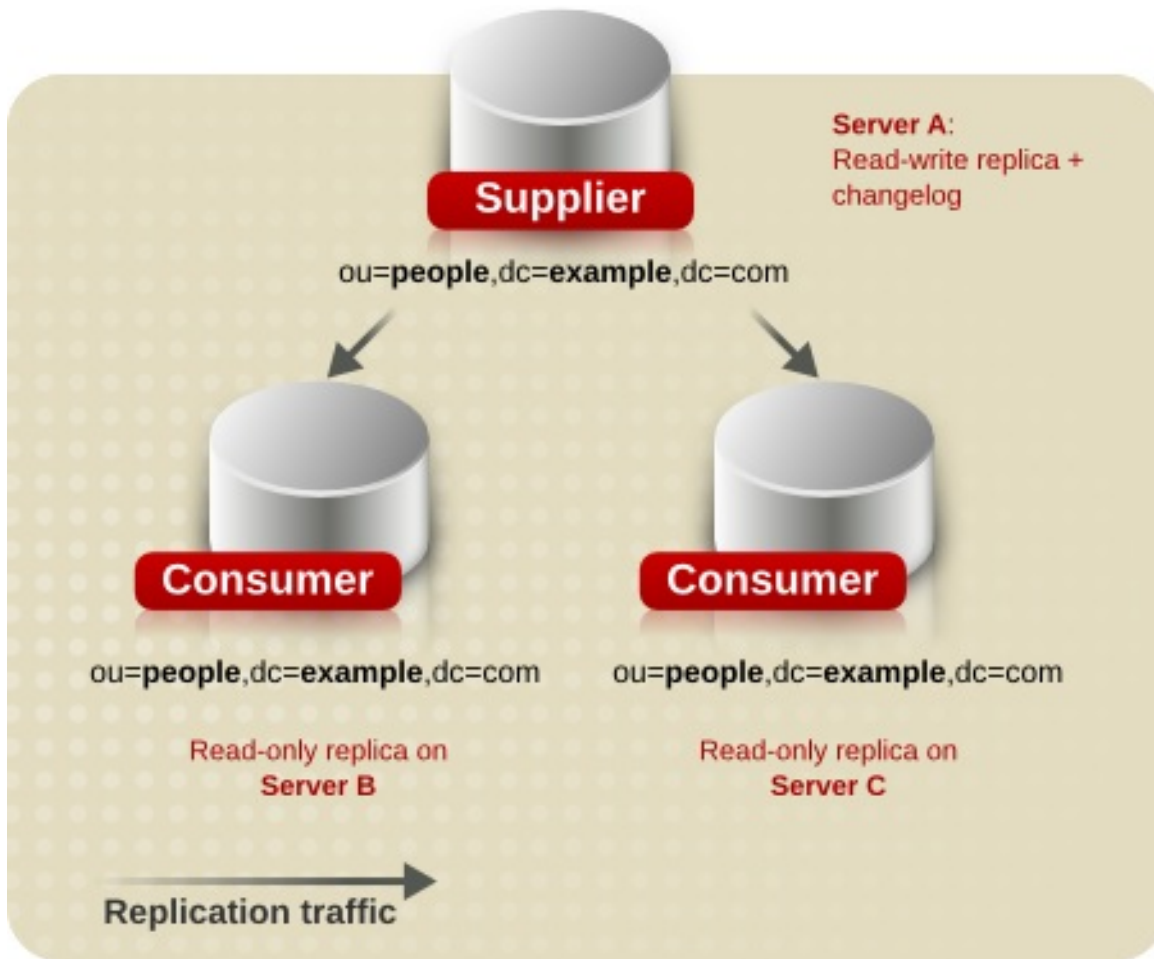 Server A:
Read-write replica +
changelog
Supplier
ou=people,dc=example,dc=com
Consumer
Consumer
ou=people,dc=example,dc=com
ou=people,dc=example,dc=com
Read-only replica on
Server B
Read-only replica on
Server C
Replication traffic